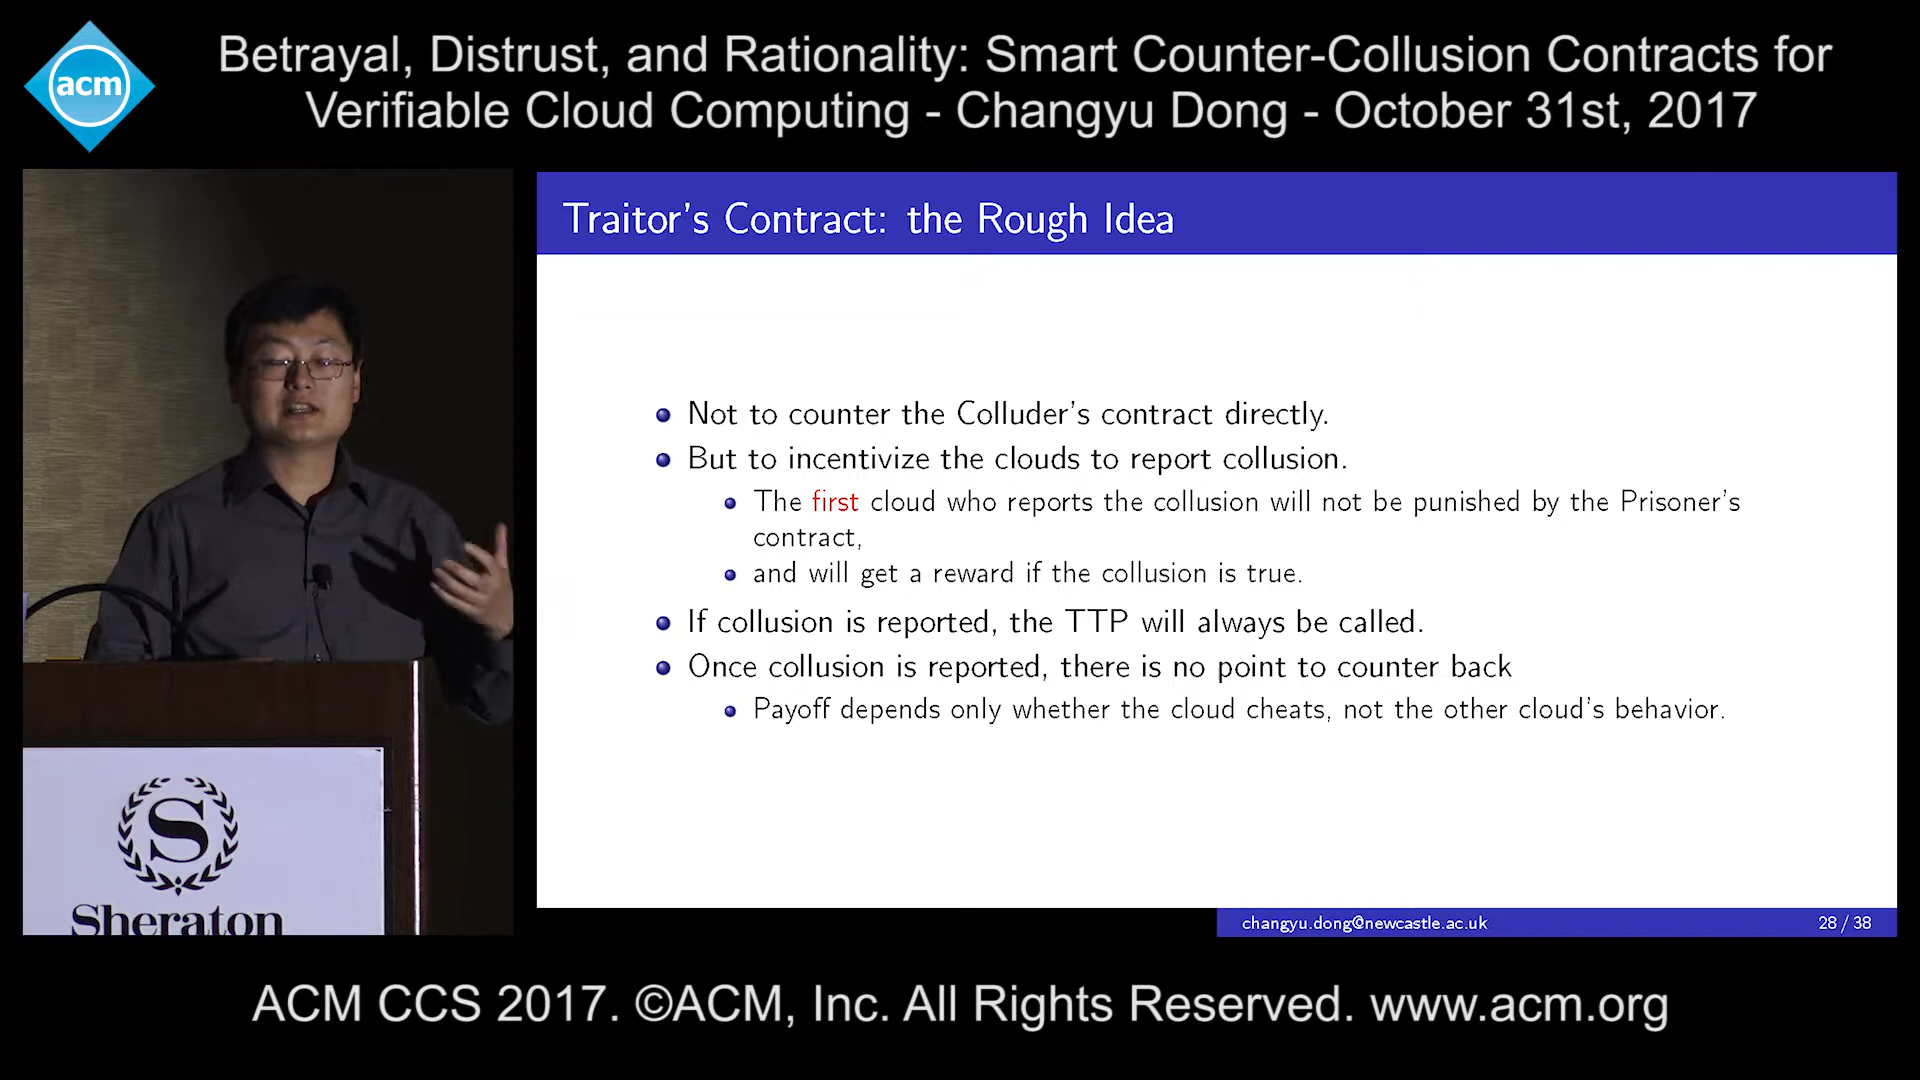 acm
Betrayal, Distrust, and Rationality: Smart Counter-Collusion Contracts for
Verifiable Cloud Computing - Changyu Dong - October 31st, 2017
Traitor's Contract: the Rough Idea
Not to counter the Colluder's contract directly.
But to incentivize the clouds to report collusion.
The first cloud who reports the collusion will not be punished by the Prisoner's
contract,
and will get a reward if the collusion is true.
If collusion is reported, the TTP will always be called.
Once collusion is reported, there is no point to counter back
Payoff depends only whether the cloud cheats, not the other cloud's behavior.
changyu.dong@newcastle.ac.uk 28 / 38
S
Sheraton
ACM CCS 2017. ©ACM, Inc. All Rights Reserved. www.acm.org